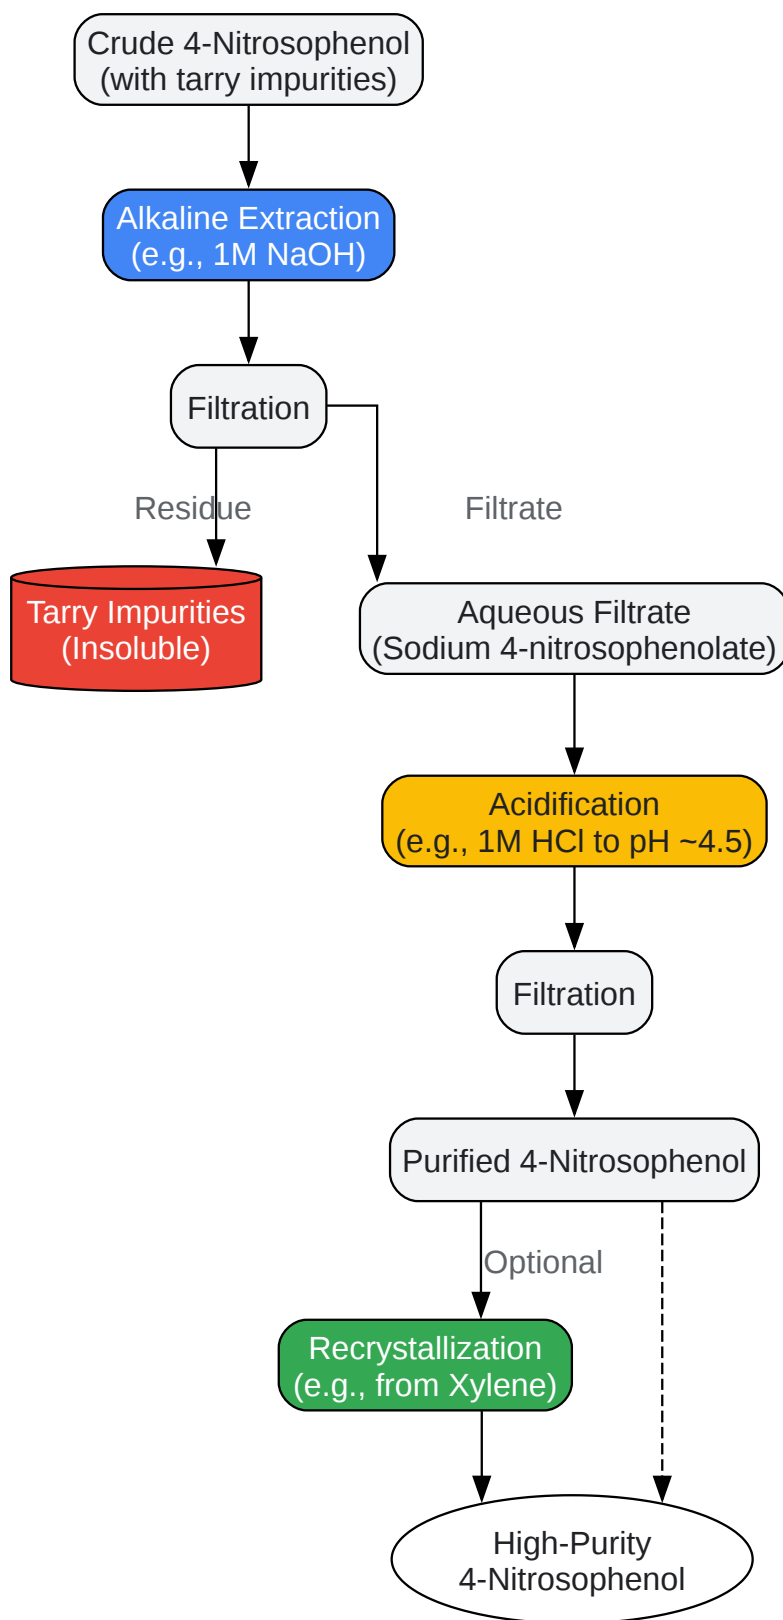 Crude 4-Nitrosophenol
(with tarry impurities)
Alkaline Extraction
(e.g., 1M NaOH)
Filtration
Residue
Filtrate
Tarry Impurities
(Insoluble)
Aqueous Filtrate
(Sodium 4-nitrosophenolate)
Acidification
(e.g., 1M HCl to pH ~4.5)
Filtration
Purified 4-Nitrosophenol
Optional
Recrystallization
(e.g., from Xylene)
High-Purity
4-Nitrosophenol